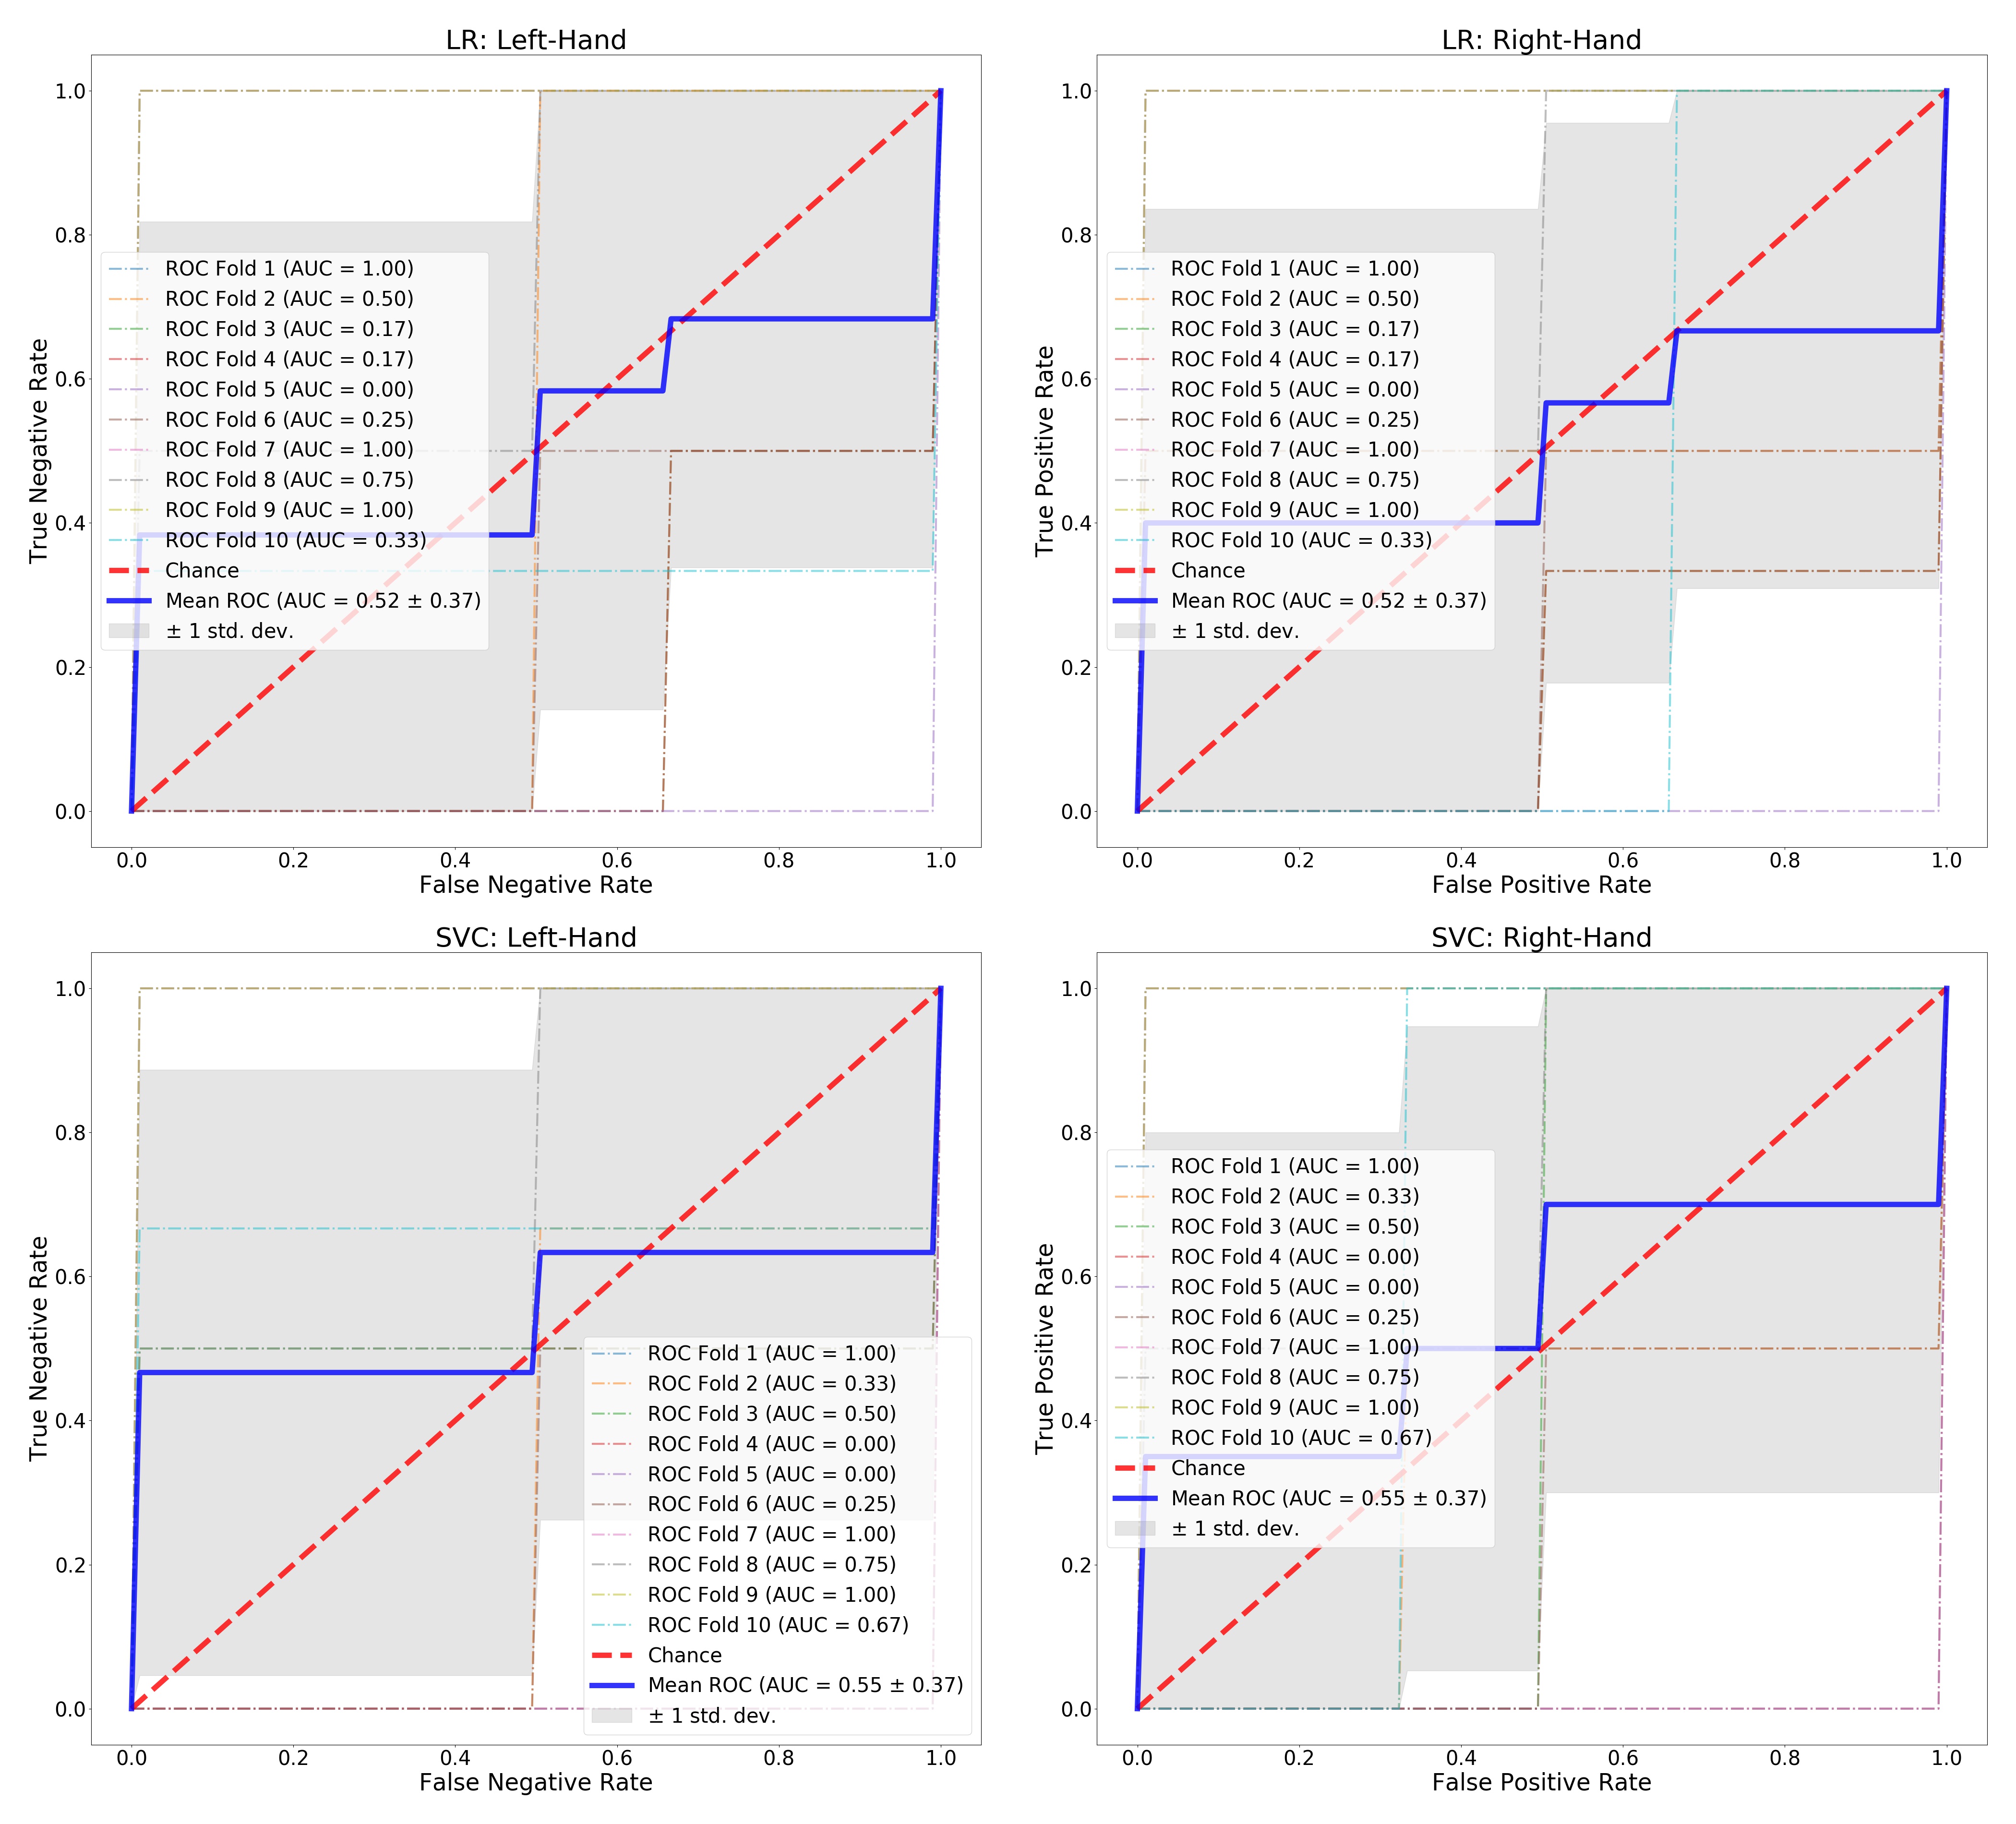 LR: Left-Hand
True Negative Rate
1.0
0.8
0.6
0.4
0.2
0.0
ROC Fold 1 (AUC = 1.00)
ROC Fold 2 (AUC = 0.50)
ROC Fold 3 (AUC = 0.17)
ROC Fold 4 (AUC = 0.17)
ROC Fold 5 (AUC = 0.00)
ROC Fold 6 (AUC = 0.25)
ROC Fold 7 (AUC = 1.00)
ROC Fold 8 (AUC = 0.75)
ROC Fold 9 (AUC = 1.00)
ROC Fold 10 (AUC = 0.33)
Chance
Mean ROC (AUC = 0.52 ± 0.37)
± 1 std. dev.
0.0 0.2 0.4 0.6 0.8 1.0
False Negative Rate
LR: Right-Hand
True Positive Rate
1.0
0.8
0.6
0.4
0.2
0.0
ROC Fold 1 (AUC = 1.00)
ROC Fold 2 (AUC = 0.50)
ROC Fold 3 (AUC = 0.17)
ROC Fold 4 (AUC = 0.17)
ROC Fold 5 (AUC = 0.00)
ROC Fold 6 (AUC = 0.25)
ROC Fold 7 (AUC = 1.00)
ROC Fold 8 (AUC = 0.75)
ROC Fold 9 (AUC = 1.00)
ROC Fold 10 (AUC = 0.33)
Chance
Mean ROC (AUC = 0.52 ± 0.37)
± 1 std. dev.
0.0 0.2 0.4 0.6 0.8 1.0
False Positive Rate
SVC: Left-Hand
True Negative Rate
1.0
0.8
0.6
0.4
0.2
0.0
ROC Fold 1 (AUC = 1.00)
ROC Fold 2 (AUC = 0.33)
ROC Fold 3 (AUC = 0.50)
ROC Fold 4 (AUC = 0.00)
ROC Fold 5 (AUC = 0.00)
ROC Fold 6 (AUC = 0.25)
ROC Fold 7 (AUC = 1.00)
ROC Fold 8 (AUC = 0.75)
ROC Fold 9 (AUC = 1.00)
ROC Fold 10 (AUC = 0.67)
Chance
Mean ROC (AUC = 0.55 ± 0.37)
± 1 std. dev.
0.0 0.2 0.4 0.6 0.8 1.0
False Negative Rate
SVC: Right-Hand
True Positive Rate
1.0
0.8
0.6
0.4
0.2
0.0
ROC Fold 1 (AUC = 1.00)
ROC Fold 2 (AUC = 0.33)
ROC Fold 3 (AUC = 0.50)
ROC Fold 4 (AUC = 0.00)
ROC Fold 5 (AUC = 0.00)
ROC Fold 6 (AUC = 0.25)
ROC Fold 7 (AUC = 1.00)
ROC Fold 8 (AUC = 0.75)
ROC Fold 9 (AUC = 1.00)
ROC Fold 10 (AUC = 0.67)
Chance
Mean ROC (AUC = 0.55 ± 0.37)
± 1 std. dev.
0.0 0.2 0.4 0.6 0.8 1.0
False Positive Rate